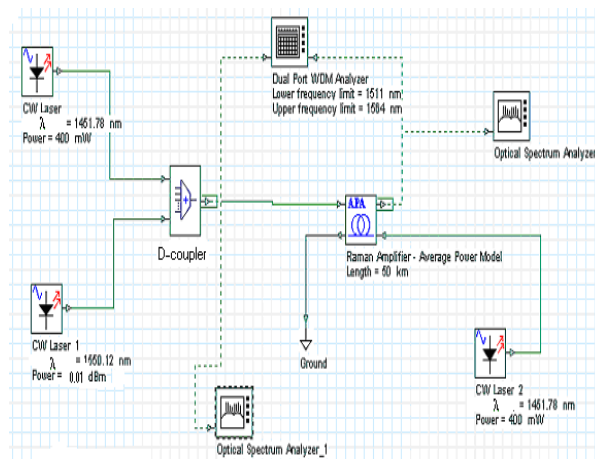 CW Laser
λ = 1451.78 nm
Power = 400 mW
Dual Port WDM Analyzer
Lower frequency limit = 1511 nm
Upper frequency limit = 1564 nm
Optical Spectrum Analyzer
D-coupler
APA
Raman Amplifier - Average Power Model
Length = 50 km
CW Laser 1
λ = 1550.12 nm
Power = 0.01 dBm
Ground
CW Laser 2
λ = 1451.78 nm
Power = 400 mW
Optical Spectrum Analyzer_1